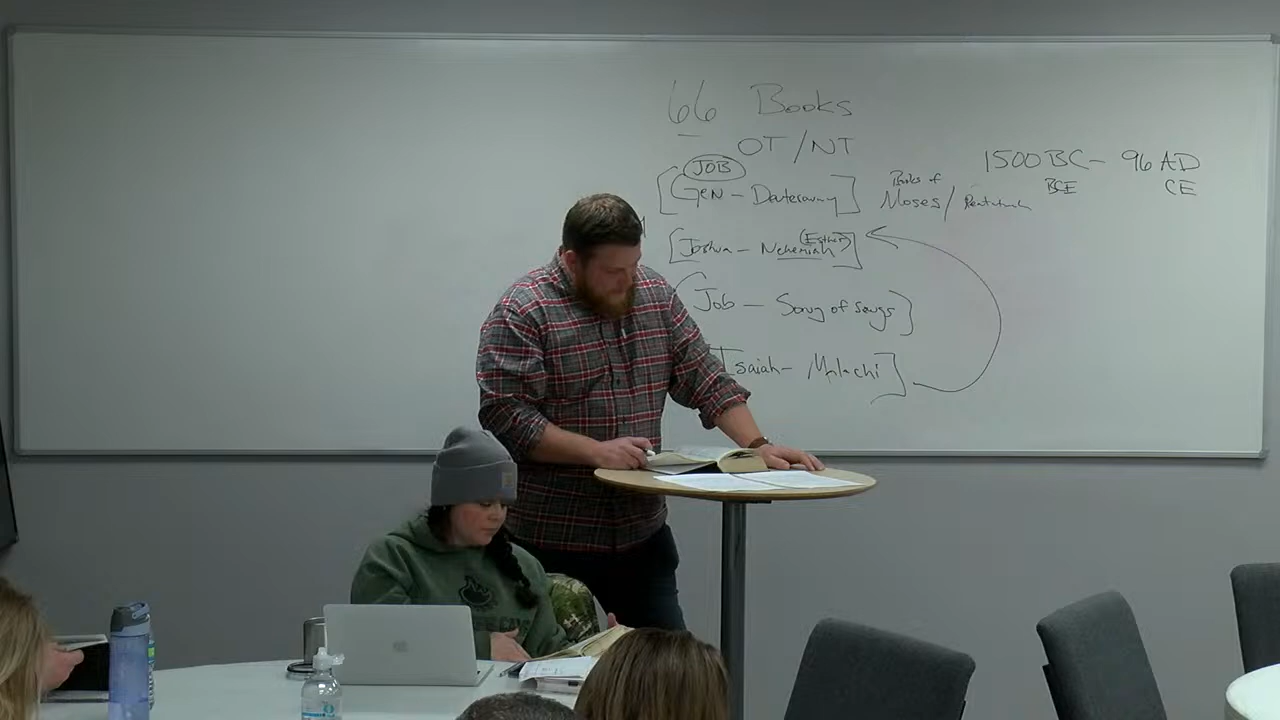 66 Books
OT/NT
1500 BC - 96 AD
BCE CE
JOB
[Gen - Deuteronomy] Books of Moses/
(Esther)
[Joshua - Nehemiah]
[Job - Song of Songs]
Isaiah - Malachi]